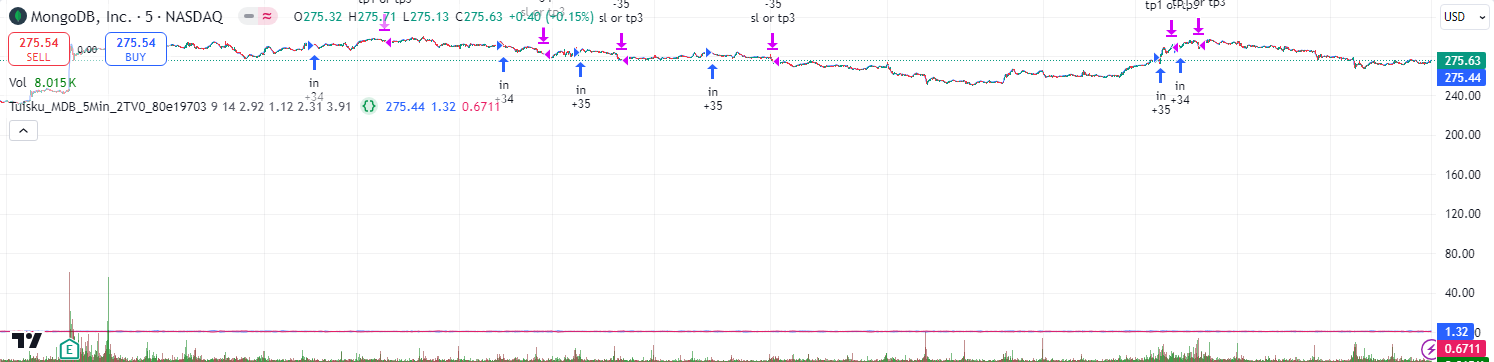 MongoDB, Inc. · 5 · NASDAQ
O275.32 H275.71 L275.13 C275.63 +0.40 (+0.15%)
USD
275.54
SELL
0.00
275.54
BUY
Vol 8.015 K
Tuisku_MDB_5Min_2TV0_80e19703 9 14 2.92 1.12 2.31 3.91 275.44 1.32 0.6711
tp1 or tp3
sl or tp3
-35
sl or tp3
-35
sl or tp3
in
+34
in
+34
in
+35
in
+35
in
+35
in
+34
275.63
275.44
240.00
200.00
160.00
120.00
80.00
40.00
1.32
0.6711
E